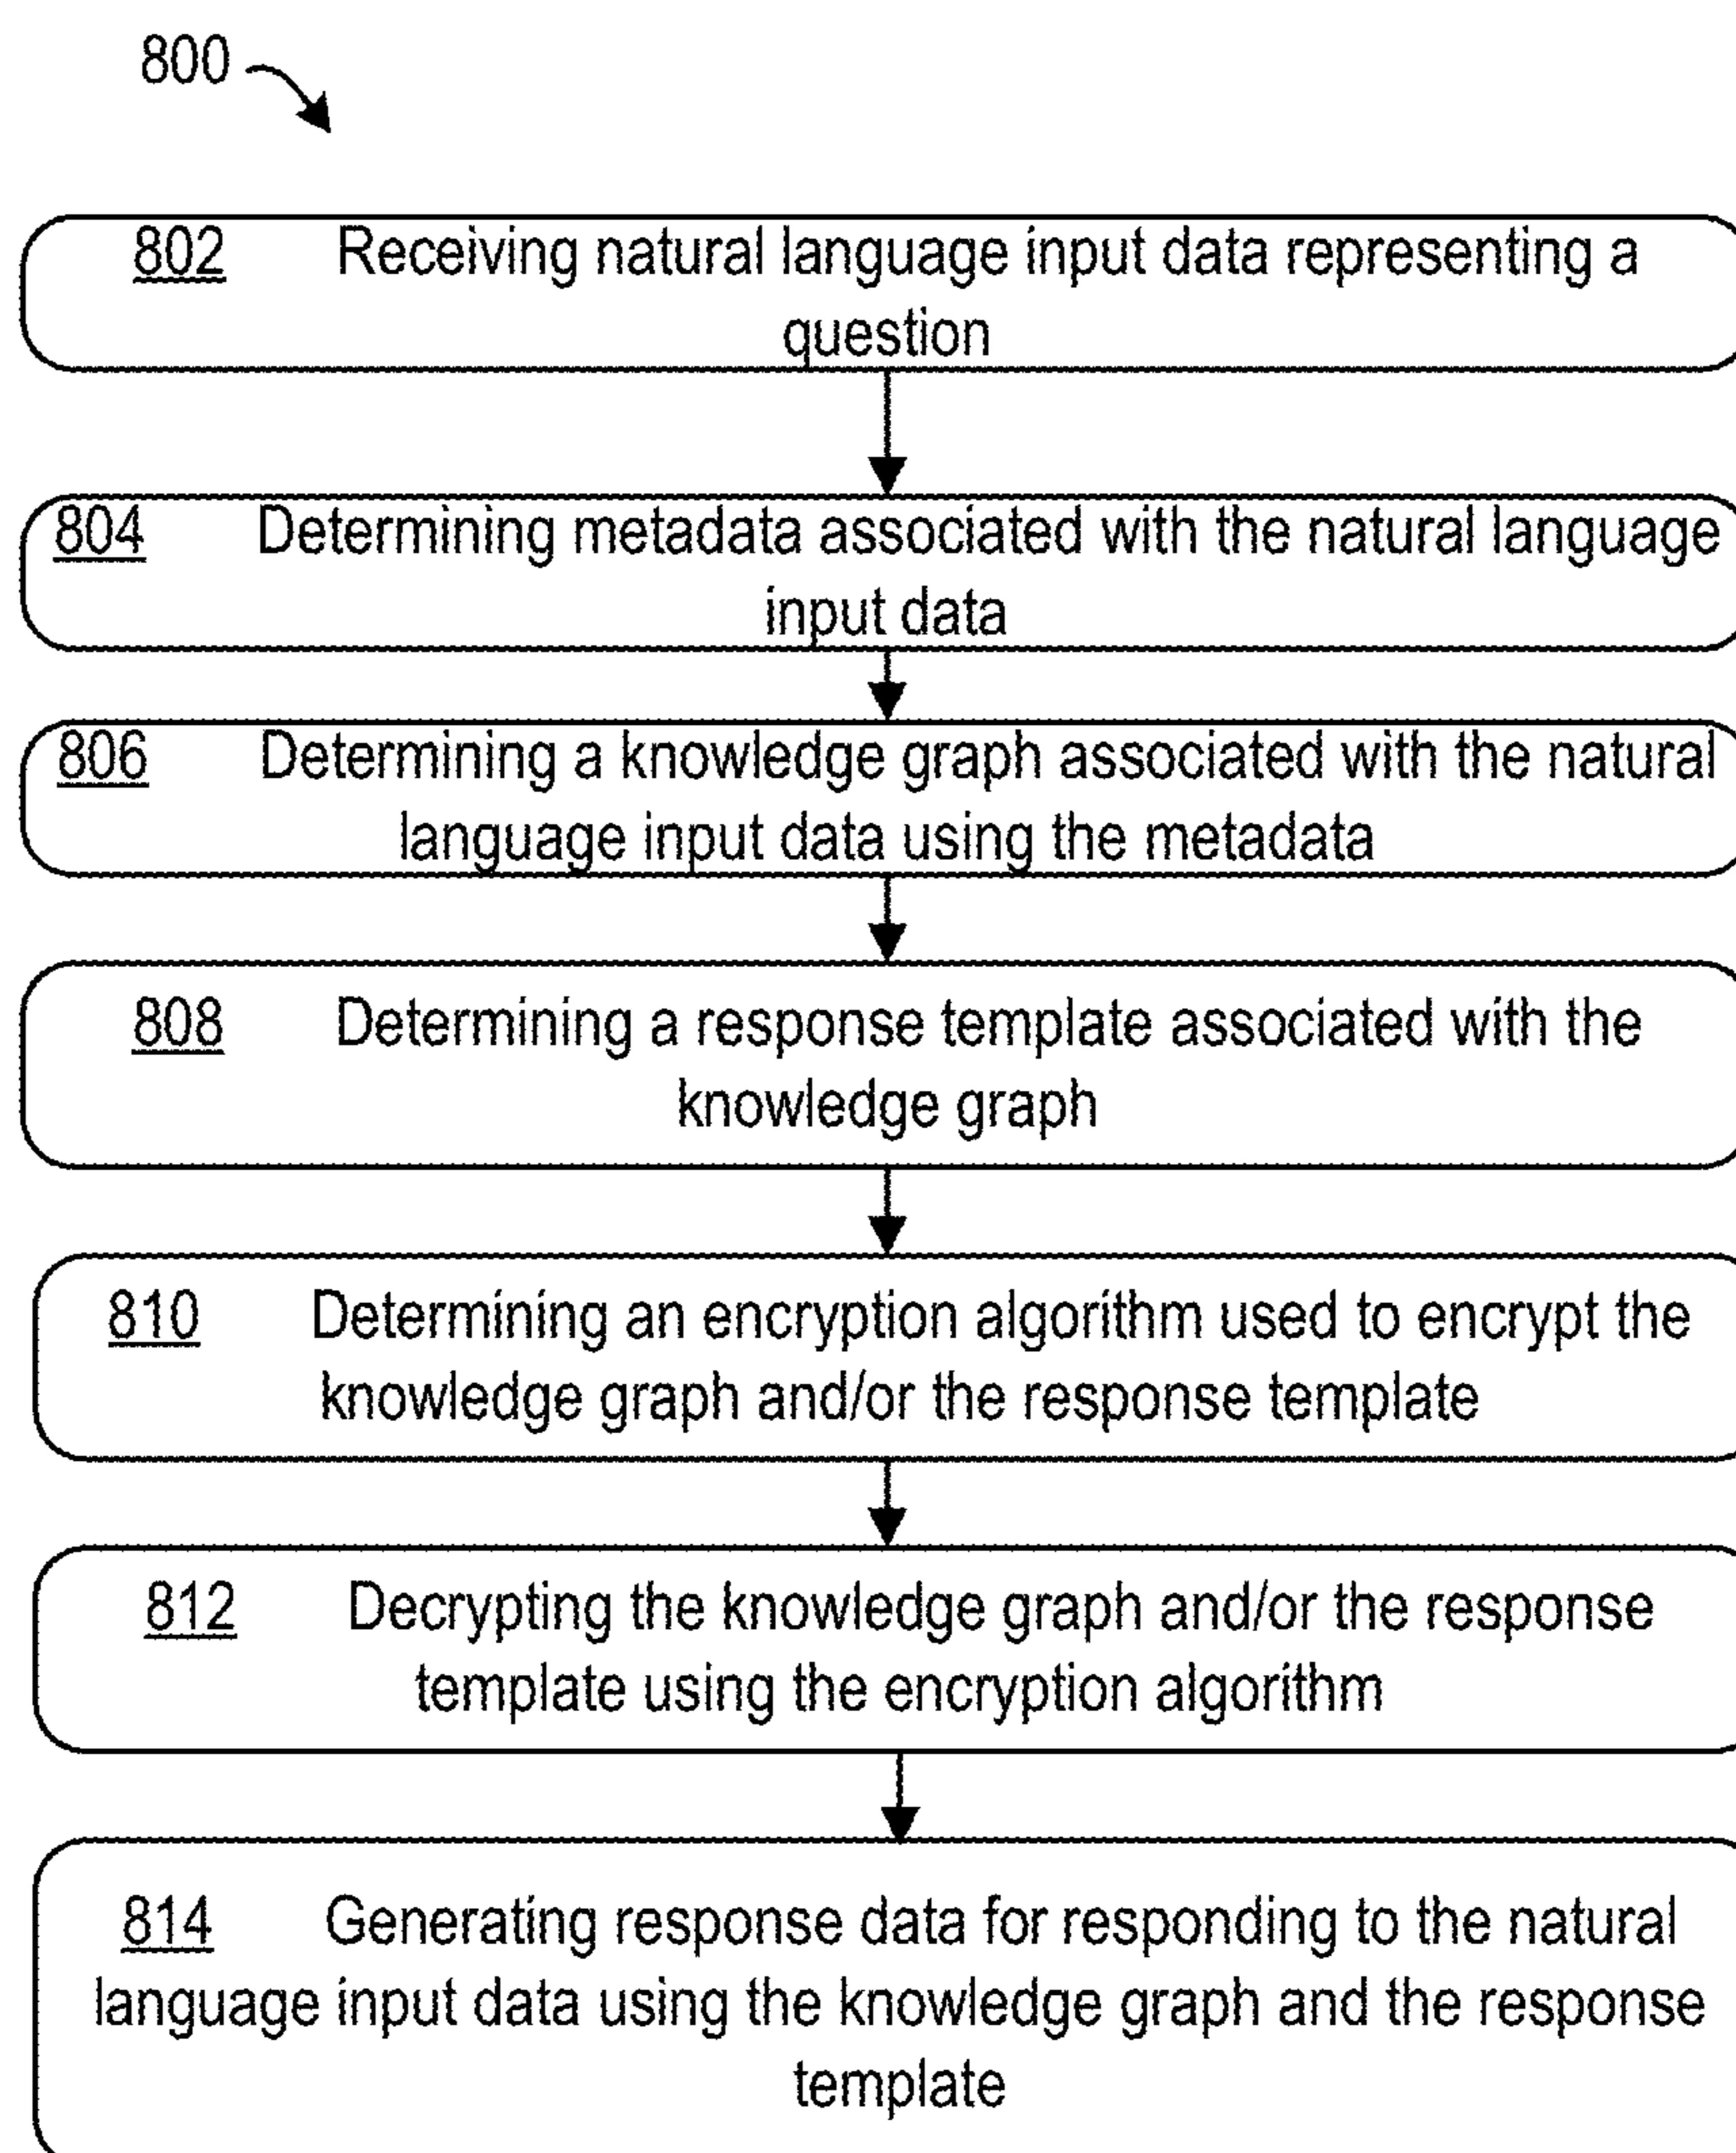 800
802 Receiving natural language input data representing a
question
804 Determining metadata associated with the natural language
input data
806 Determining a knowledge graph associated with the natural
language input data using the metadata
808 Determining a response template associated with the
knowledge graph
810 Determining an encryption algorithm used to encrypt the
knowledge graph and/or the response template
812 Decrypting the knowledge graph and/or the response
template using the encryption algorithm
814 Generating response data for responding to the natural
language input data using the knowledge graph and the response
template